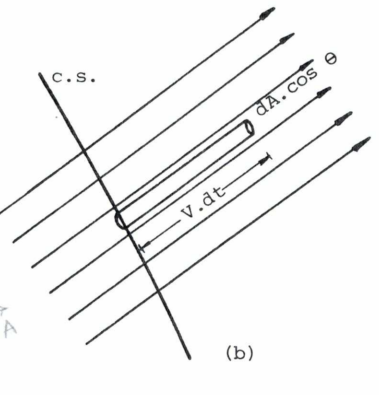 c.s.
dA.cos θ
V.dt
A
(b)